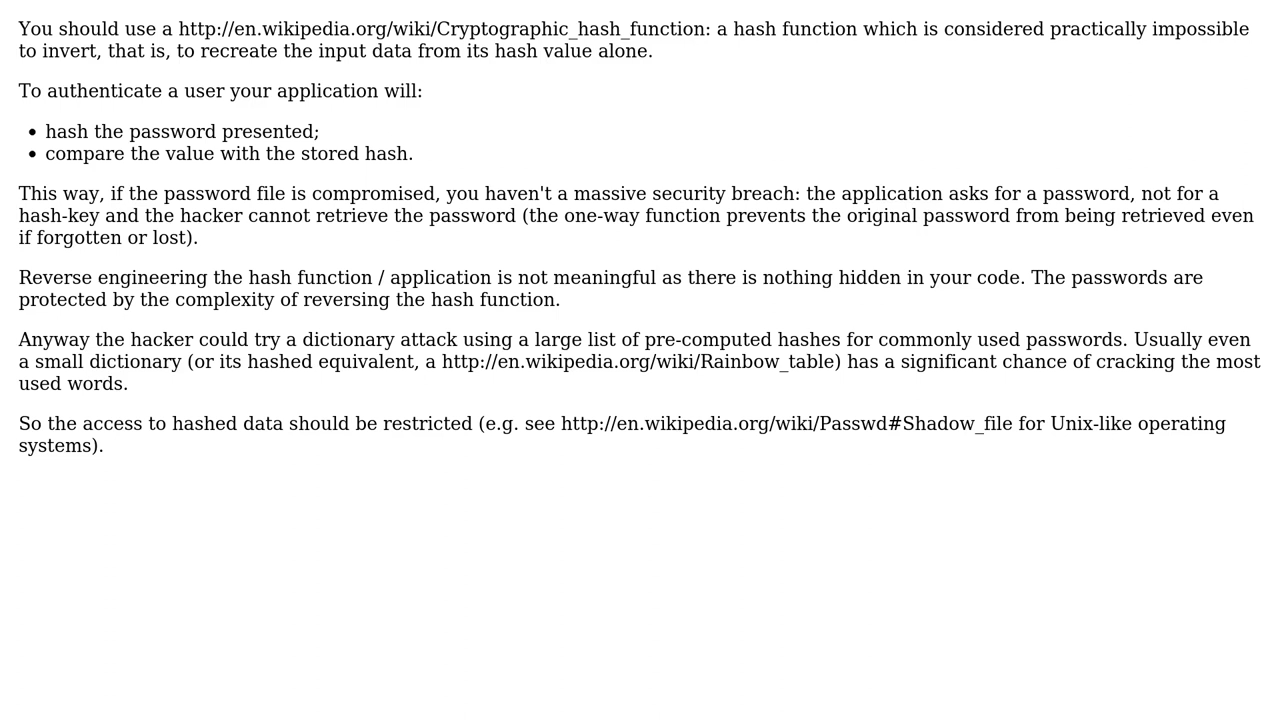 You should use a http://en.wikipedia.org/wiki/Cryptographic_hash_function: a hash function which is considered practically impossible
to invert, that is, to recreate the input data from its hash value alone.
To authenticate a user your application will:
• hash the password presented;
• compare the value with the stored hash.
This way, if the password file is compromised, you haven't a massive security breach: the application asks for a password, not for a
hash-key and the hacker cannot retrieve the password (the one-way function prevents the original password from being retrieved even
if forgotten or lost).
Reverse engineering the hash function / application is not meaningful as there is nothing hidden in your code. The passwords are
protected by the complexity of reversing the hash function.
Anyway the hacker could try a dictionary attack using a large list of pre-computed hashes for commonly used passwords. Usually even
a small dictionary (or its hashed equivalent, a http://en.wikipedia.org/wiki/Rainbow_table) has a significant chance of cracking the most
used words.
So the access to hashed data should be restricted (e.g. see http://en.wikipedia.org/wiki/Passwd#Shadow_file for Unix-like operating
systems).